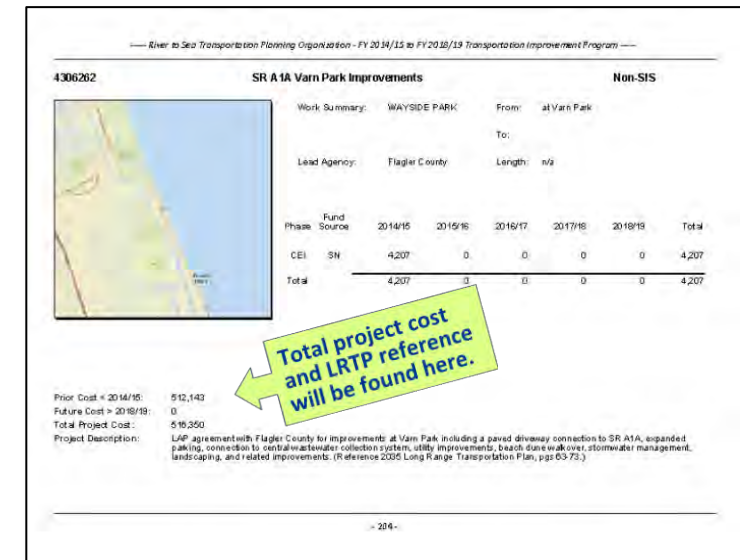 ----- River to Sea Transportation Planning Organization - FY 2014/15 to FY 2018/19 Transportation Improvement Program -----
4306262 SR A1A Varn Park Improvements Non-SIS
Work Summary: WAYSIDE PARK From: at Varn Park
To:
Lead Agency: Flagler County Length: n/a
Phase Fund Source 2014/15 2015/16 2016/17 2017/18 2018/19 Total
CEI SN 4,207 0 0 0 0 4,207
Total 4,207 0 0 0 0 4,207
Total project cost
and LRTP reference
will be found here.
Prior Cost < 2014/15: 512,143
Future Cost > 2018/19: 0
Total Project Cost: 516,350
Project Description: LAP agreement with Flagler County for improvements at Varn Park including a paved driveway connection to SR A1A, expanded
parking, connection to central wastewater collection system, utility improvements, beach dune walkover, stormwater management,
landscaping, and related improvements. (Reference 2035 Long Range Transportation Plan, pgs 63-73.)
- 204 -